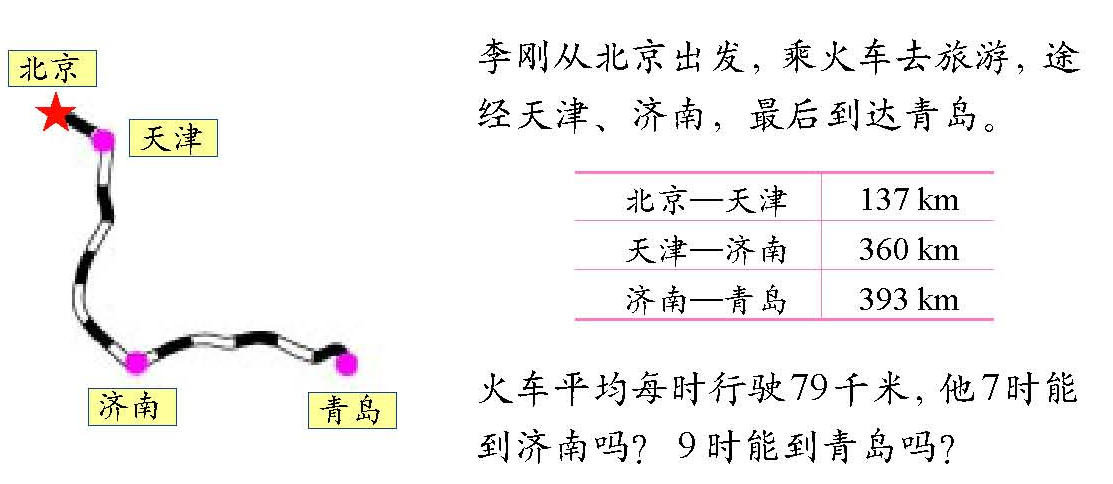 北京
天津
济南
青岛
李刚从北京出发，乘火车去旅游，途
经天津、济南，最后到达青岛。
北京—天津 137 km
天津—济南 360 km
济南—青岛 393 km
火车平均每时行驶79千米，他7时能
到济南吗？9时能到青岛吗？